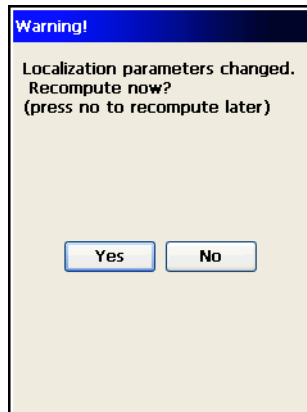 Warning!
Localization parameters changed.
Recompute now?
(press no to recompute later)
Yes No